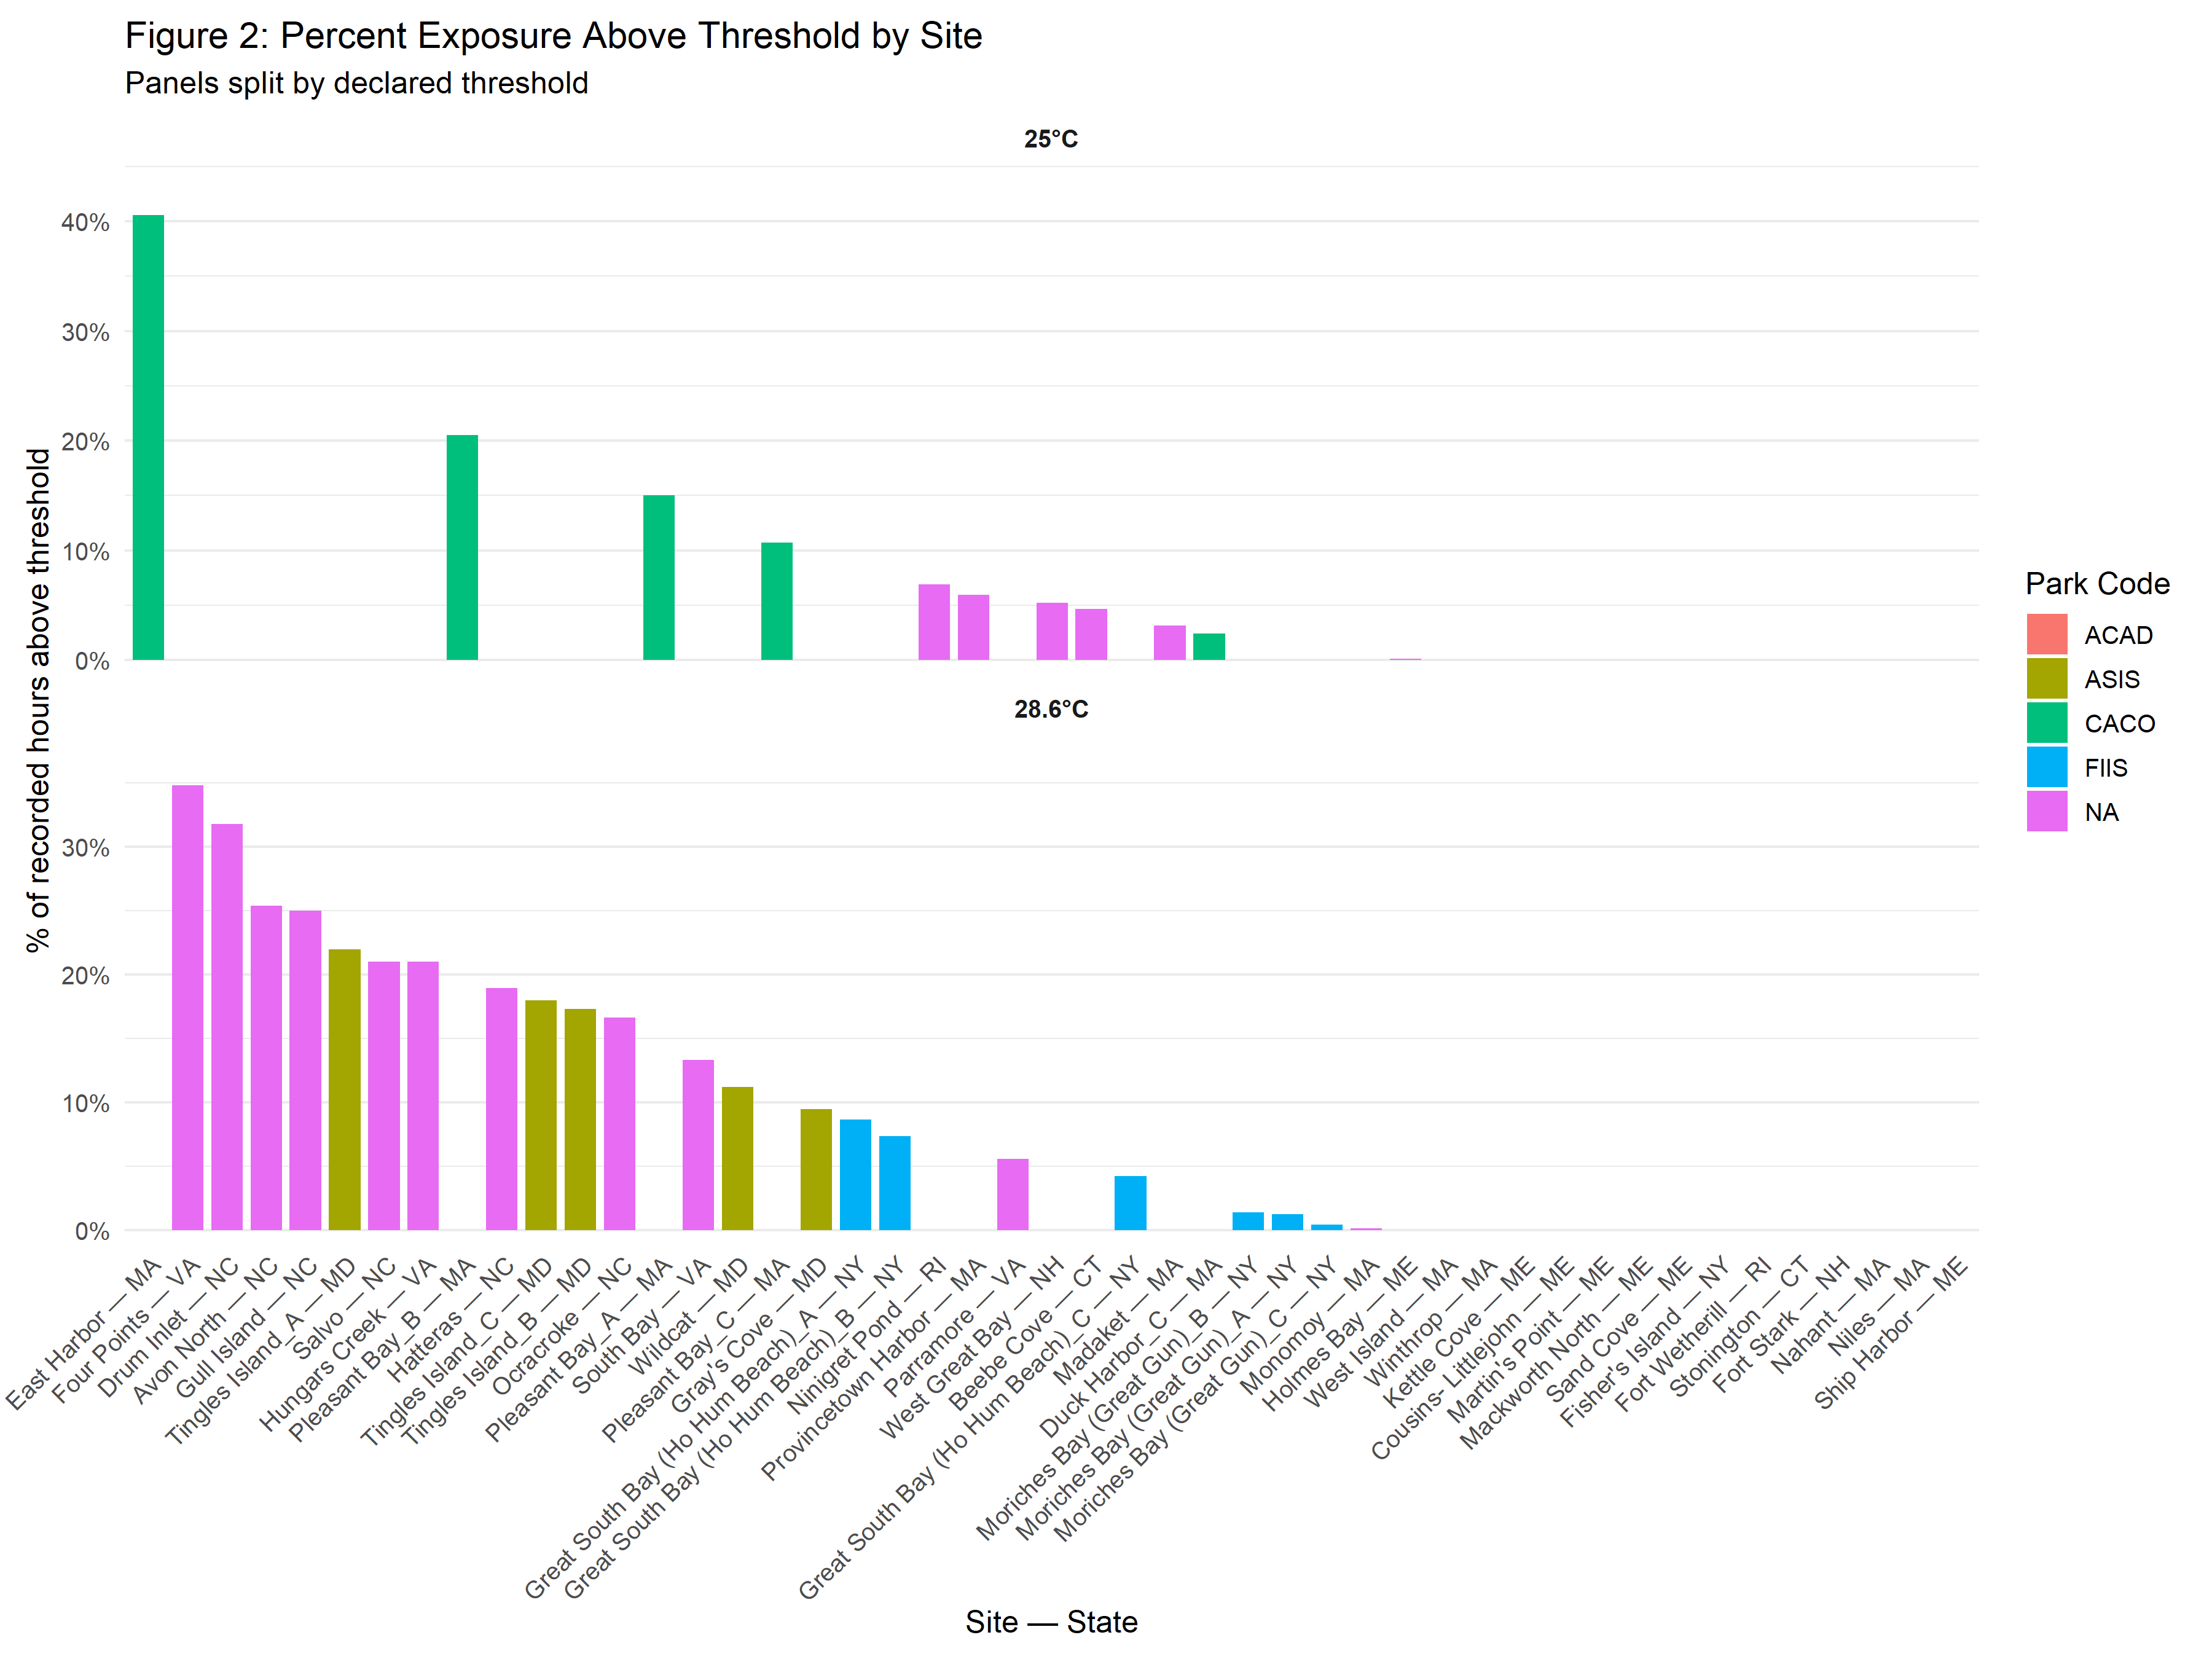 Figure 2: Percent Exposure Above Threshold by Site
Panels split by declared threshold
25°C
40%
30%
20%
10%
0%
28.6°C
30%
20%
10%
0%
% of recorded hours above threshold
East Harbor — MA
Four Points — VA
Drum Inlet — NC
Avon North — NC
Gull Island — NC
Tingles Island_A — MD
Salvo — NC
Hungars Creek — VA
Pleasant Bay_B — MA
Hatteras — NC
Tingles Island_C — MD
Tingles Island_B — MD
Ocracroke — NC
Pleasant Bay_A — MA
South Bay — VA
Wildcat — MD
Pleasant Bay_C — MA
Gray's Cove — MD
Great South Bay (Ho Hum Beach)_A — NY
Great South Bay (Ho Hum Beach)_B — NY
Ninigret Pond — RI
Provincetown Harbor — MA
Parramore — VA
West Great Bay — NH
Beebe Cove — CT
Great South Bay (Ho Hum Beach)_C — NY
Madaket — MA
Duck Harbor_C — MA
Moriches Bay (Great Gun)_B — NY
Moriches Bay (Great Gun)_A — NY
Moriches Bay (Great Gun)_C — NY
Monomoy — MA
Holmes Bay — ME
West Island — MA
Winthrop — MA
Kettle Cove — ME
Cousins- Littlejohn — ME
Martin's Point — ME
Mackworth North — ME
Sand Cove — ME
Fisher's Island — NY
Fort Wetherill — RI
Stonington — CT
Fort Stark — NH
Nahant — MA
Niles — MA
Ship Harbor — ME
Site — State
Park Code
ACAD
ASIS
CACO
FIIS
NA